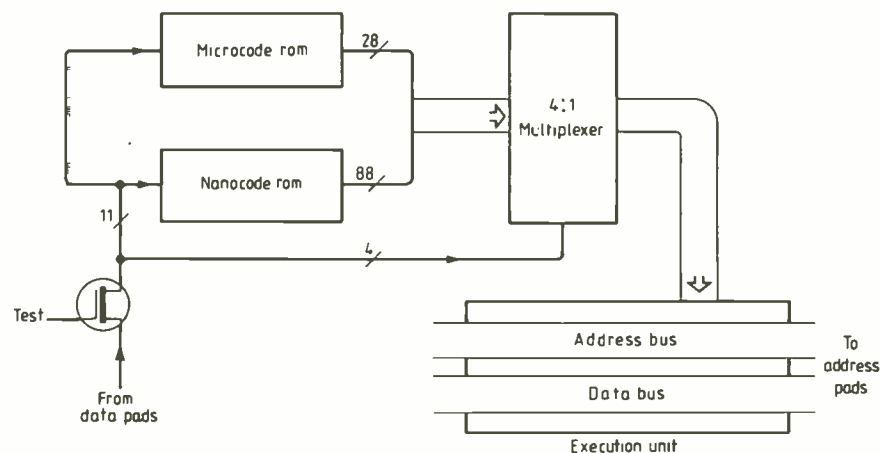 Microcode rom
28
4:1
Multiplexer
Nanocode rom
88
11
4
Test
From
data pads
Address bus
Data bus
To
address
pads
Execution unit